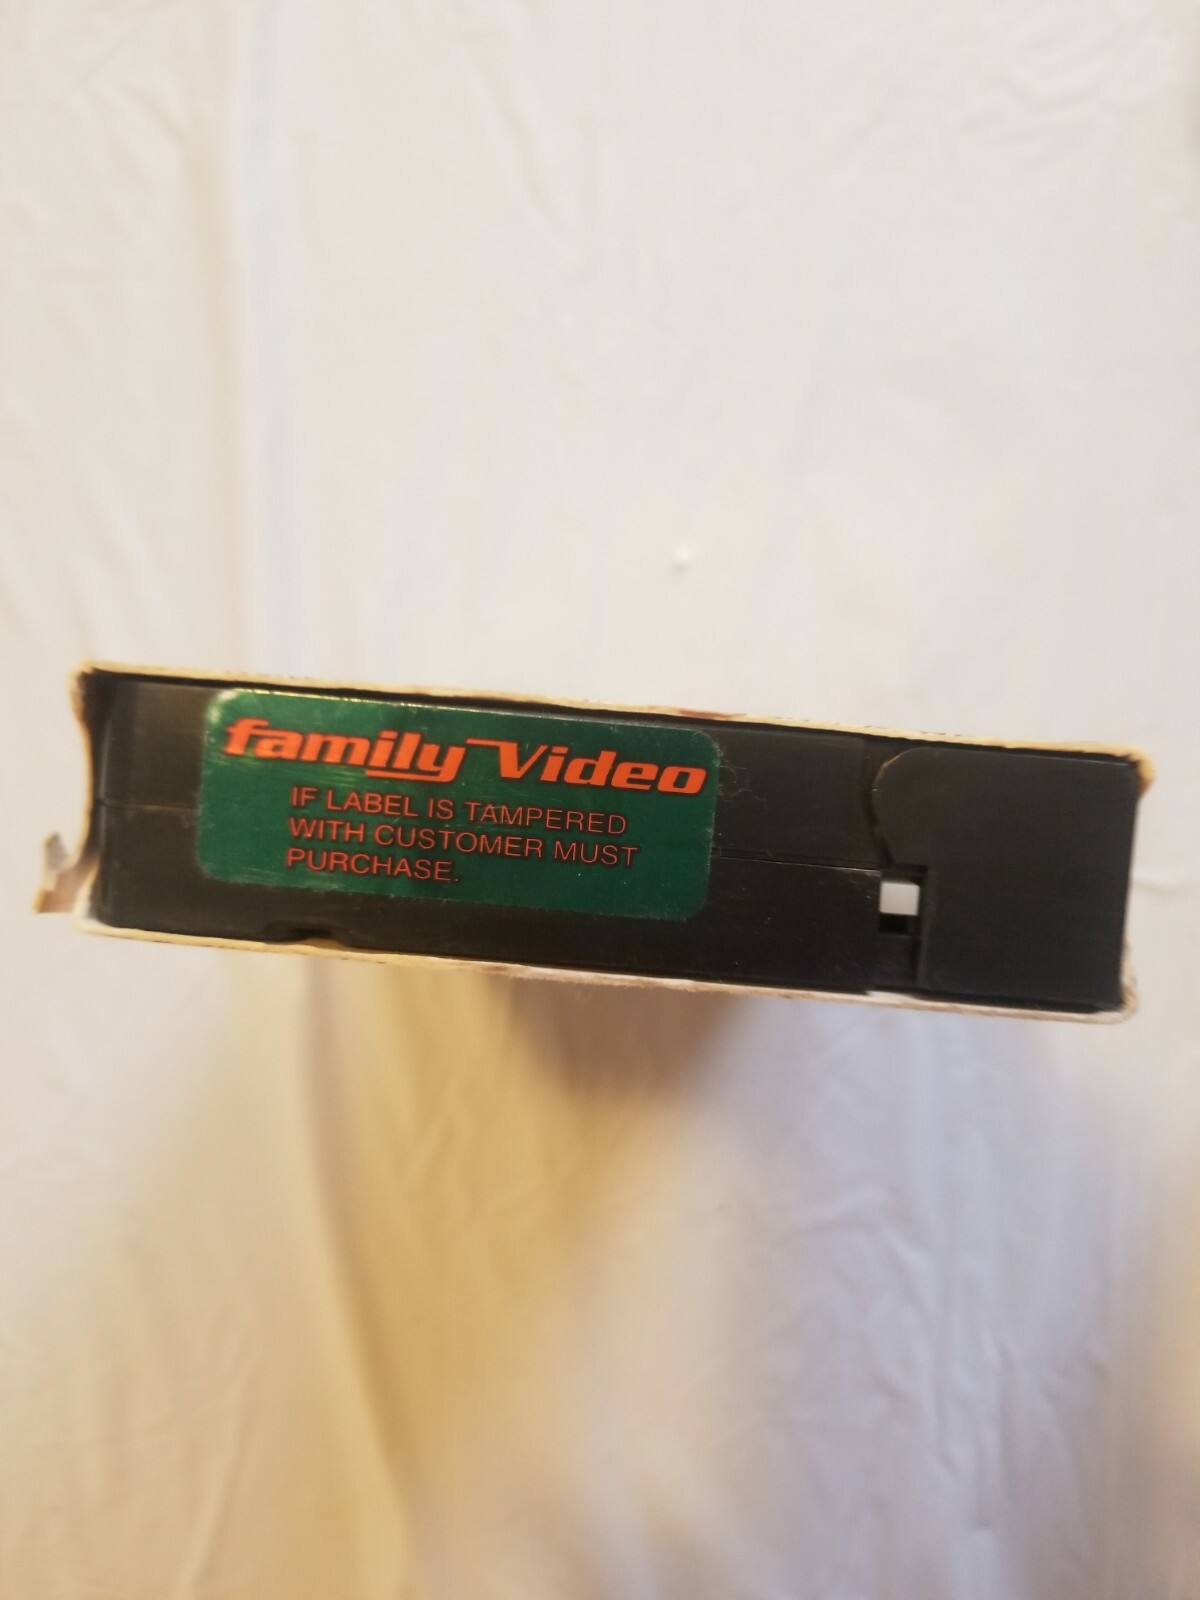 family Video
IF LABEL IS TAMPERED
WITH CUSTOMER MUST
PURCHASE.